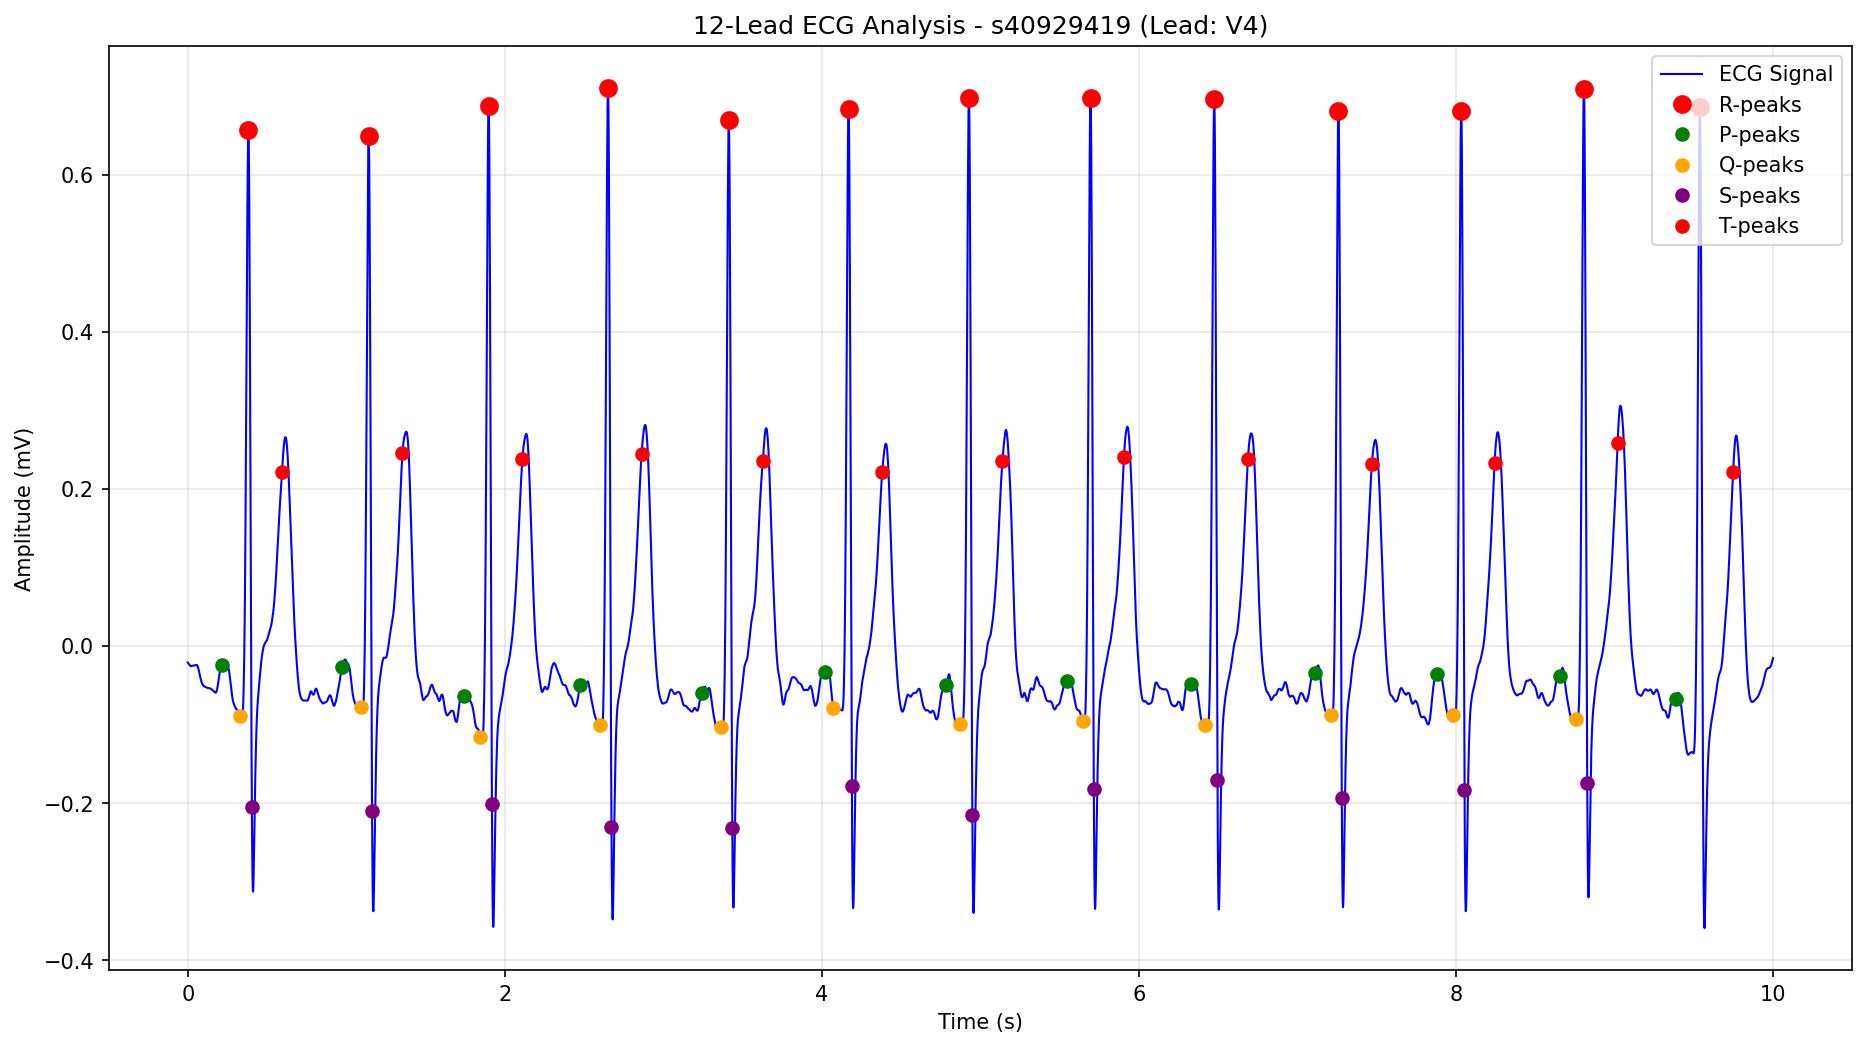 12-Lead ECG Analysis - s40929419 (Lead: V4)
ECG Signal
R-peaks
P-peaks
Q-peaks
S-peaks
T-peaks
Amplitude (mV)
0.6
0.4
0.2
0.0
−0.2
−0.4
0 2 4 6 8 10
Time (s)